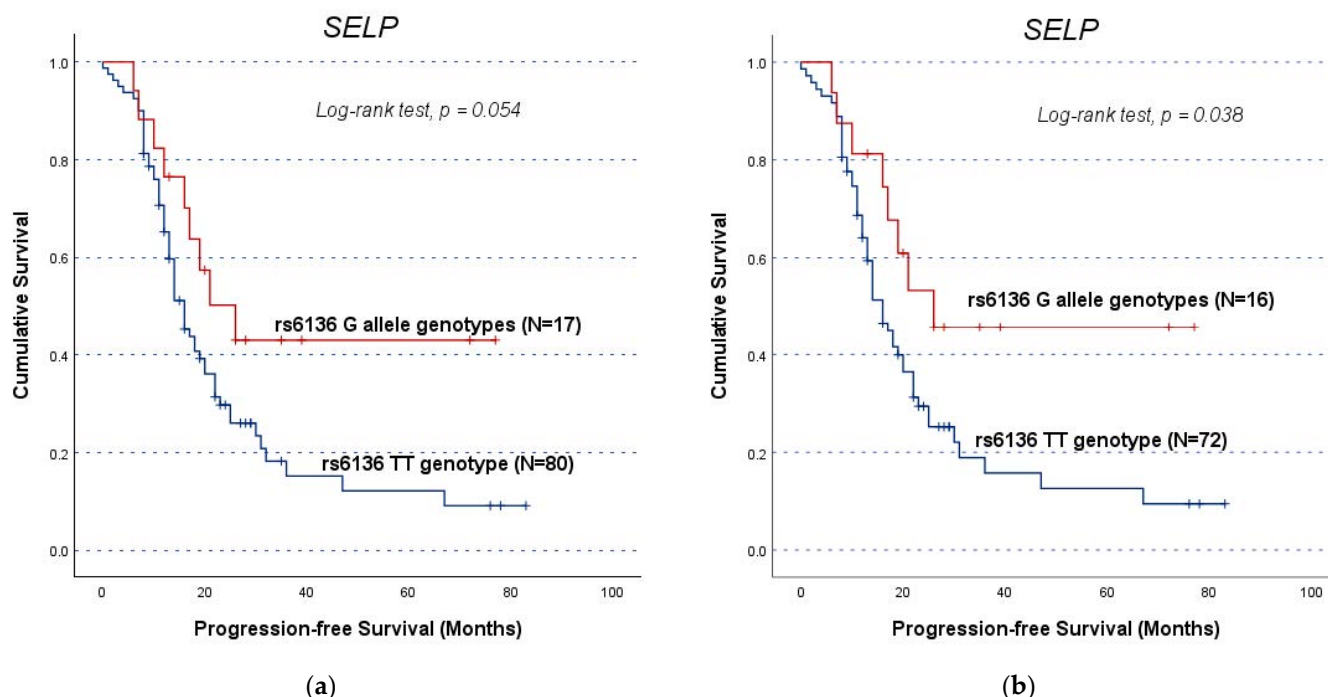 SELP
Log-rank test, p = 0.054
1.0
0.8
0.6
0.4
0.2
0.0
Cumulative Survival
rs6136 G allele genotypes (N=17)
rs6136 TT genotype (N=80)
0 20 40 60 80 100
Progression-free Survival (Months)
(a)
SELP
Log-rank test, p = 0.038
1.0
0.8
0.6
0.4
0.2
0.0
Cumulative Survival
rs6136 G allele genotypes (N=16)
rs6136 TT genotype (N=72)
0 20 40 60 80 100
Progression-free Survival (Months)
(b)